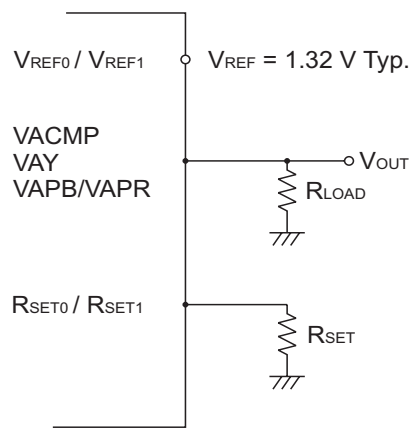 VREF0 / VREF1 VREF = 1.32 V Typ.
VACMP
VAY
VAPB/VAPR
VOUT
RLOAD
RSET0 / RSET1
RSET